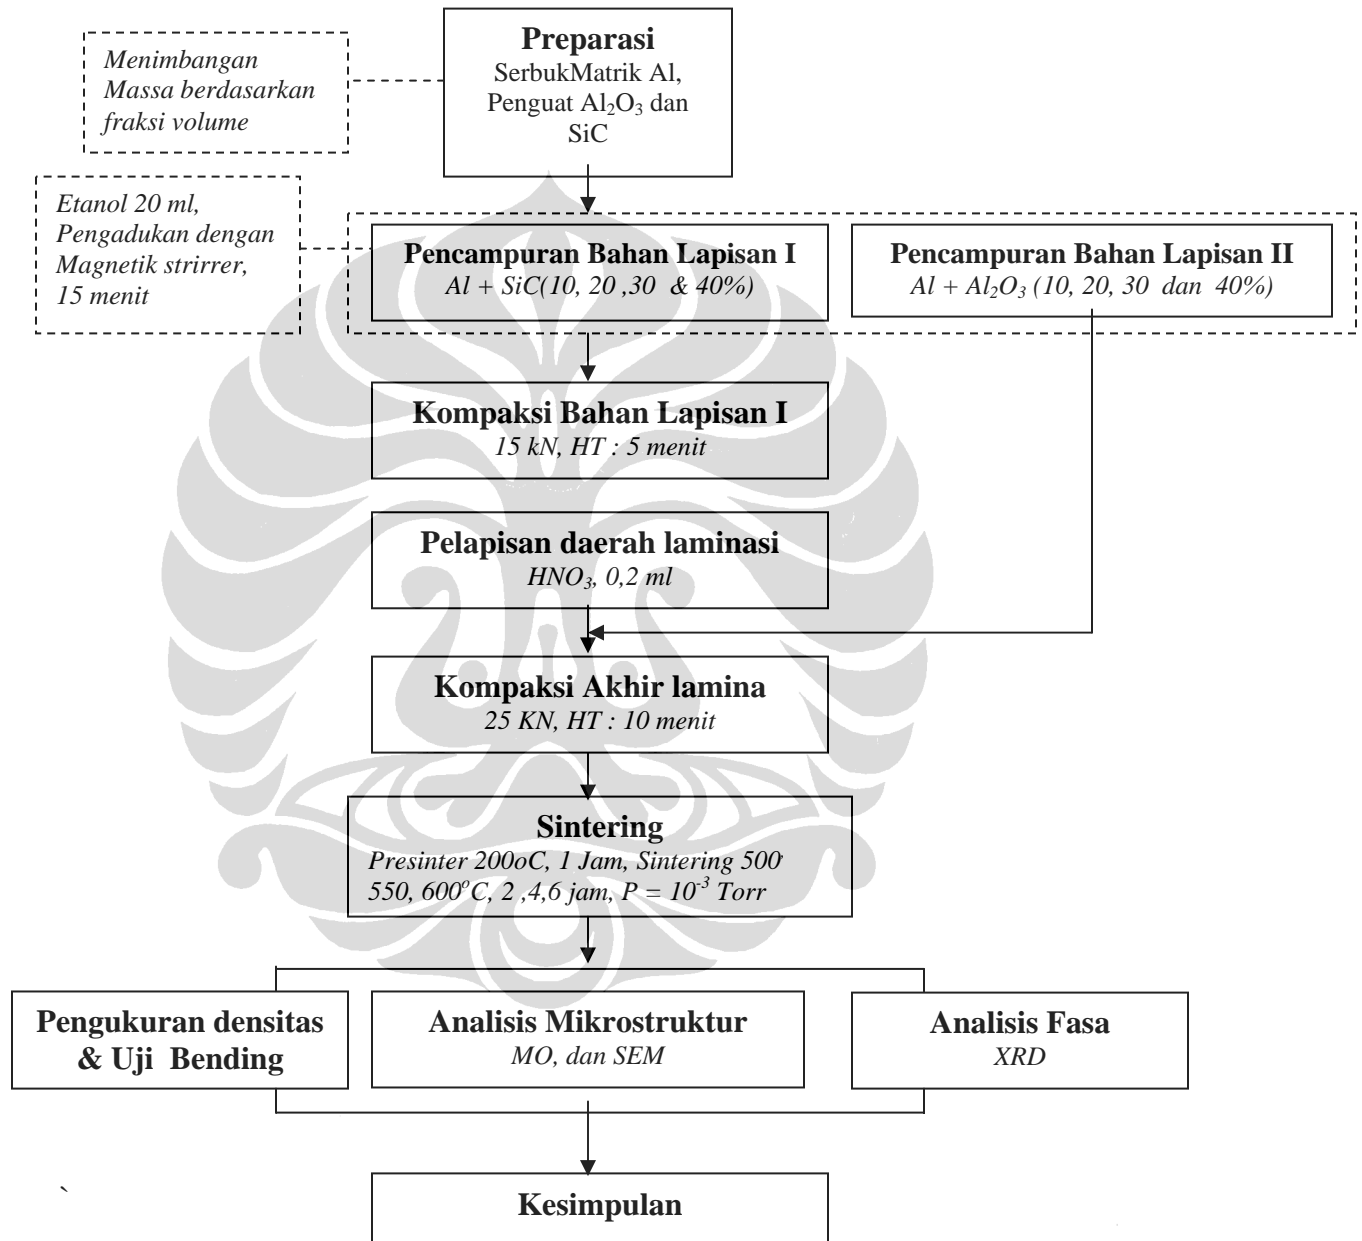 Preparasi
SerbukMatrik Al,
Penguat Al₂O₃ dan
SiC
Menimbangan
Massa berdasarkan
fraksi volume
Etanol 20 ml,
Pengadukan dengan
Magnetik strirrer,
15 menit
Pencampuran Bahan Lapisan I
Al + SiC(10, 20 ,30 & 40%)
Pencampuran Bahan Lapisan II
Al + Al₂O₃ (10, 20, 30 dan 40%)
Kompaksi Bahan Lapisan I
15 kN, HT : 5 menit
Pelapisan daerah laminasi
HNO₃, 0,2 ml
Kompaksi Akhir lamina
25 KN, HT : 10 menit
Sintering
Presinter 200oC, 1 Jam, Sintering 500,
550, 600°C, 2 ,4,6 jam, P = 10⁻³ Torr
Pengukuran densitas
& Uji Bending
Analisis Mikrostruktur
MO, dan SEM
Analisis Fasa
XRD
Kesimpulan
`